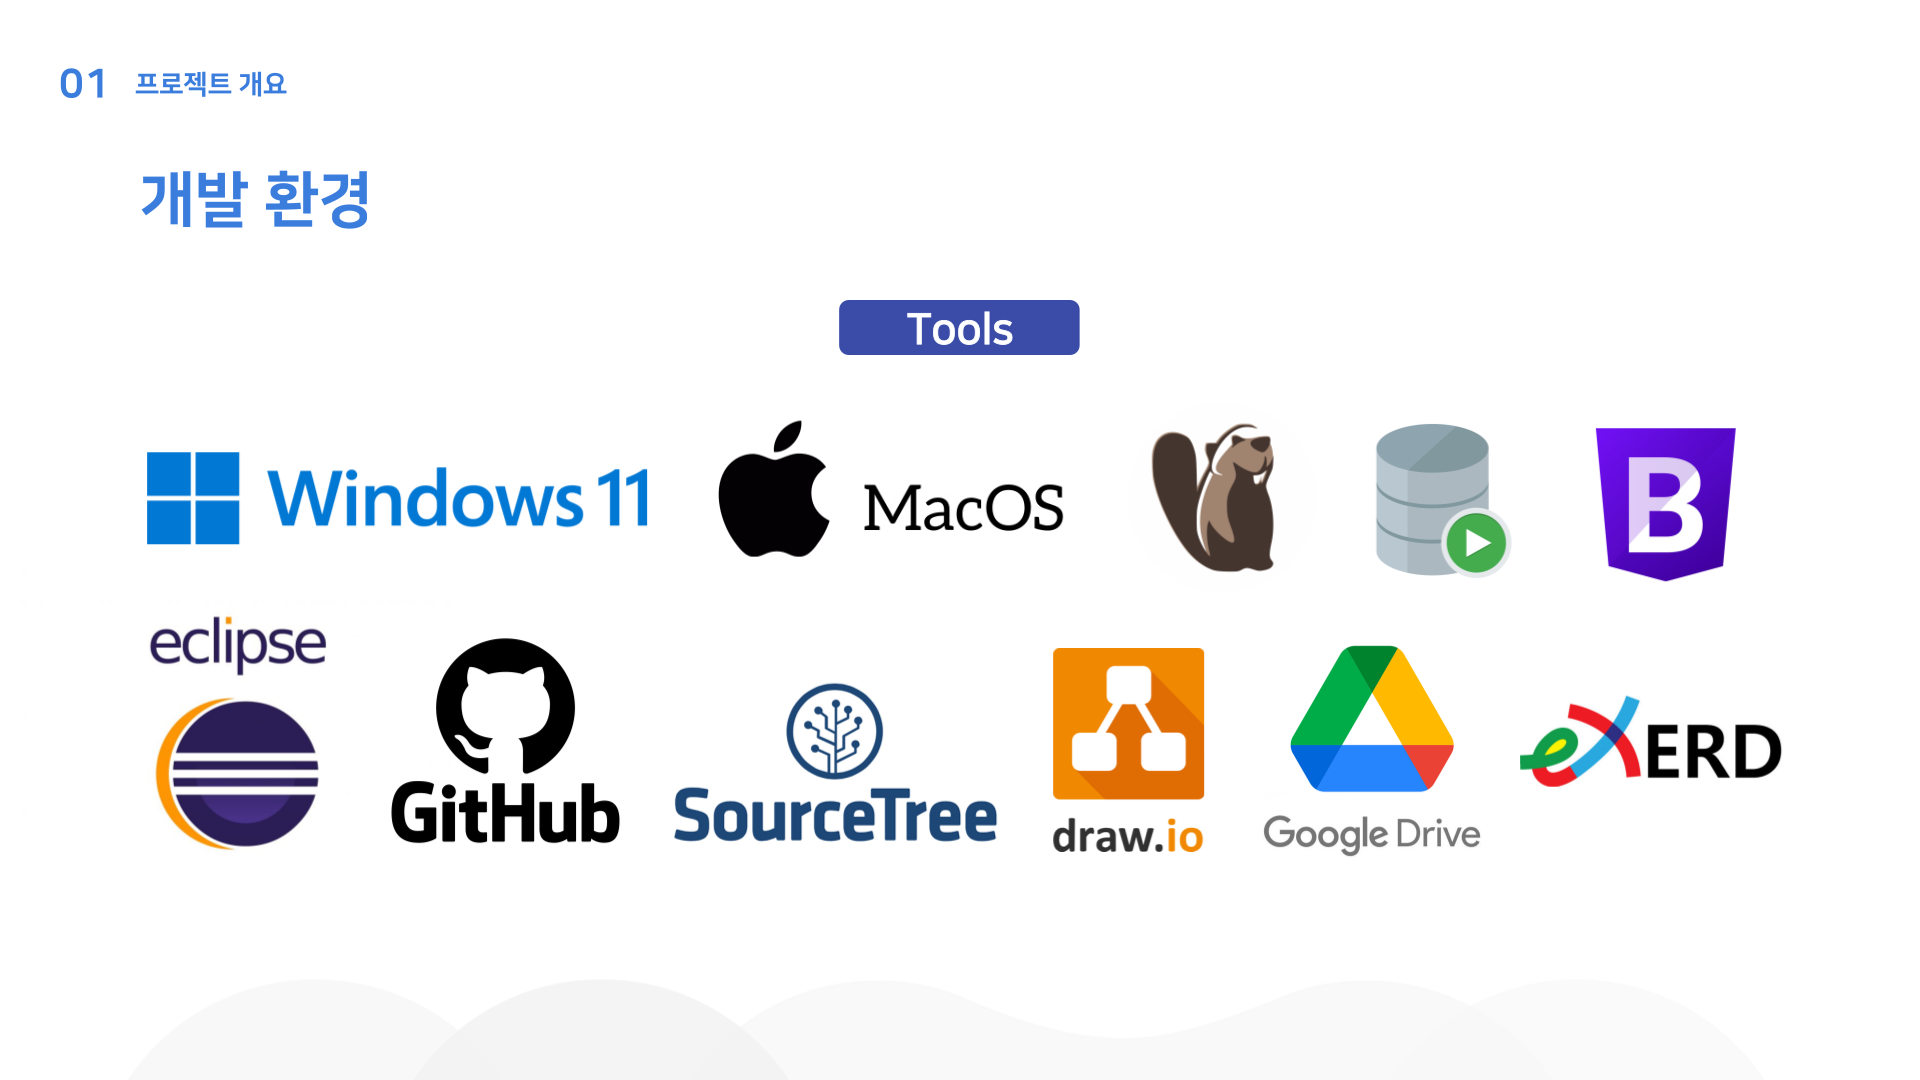 01 프로젝트 개요
개발 환경
Tools
Windows 11
MacOS
B
eclipse
GitHub
SourceTree
draw.io
Google Drive
eXERD